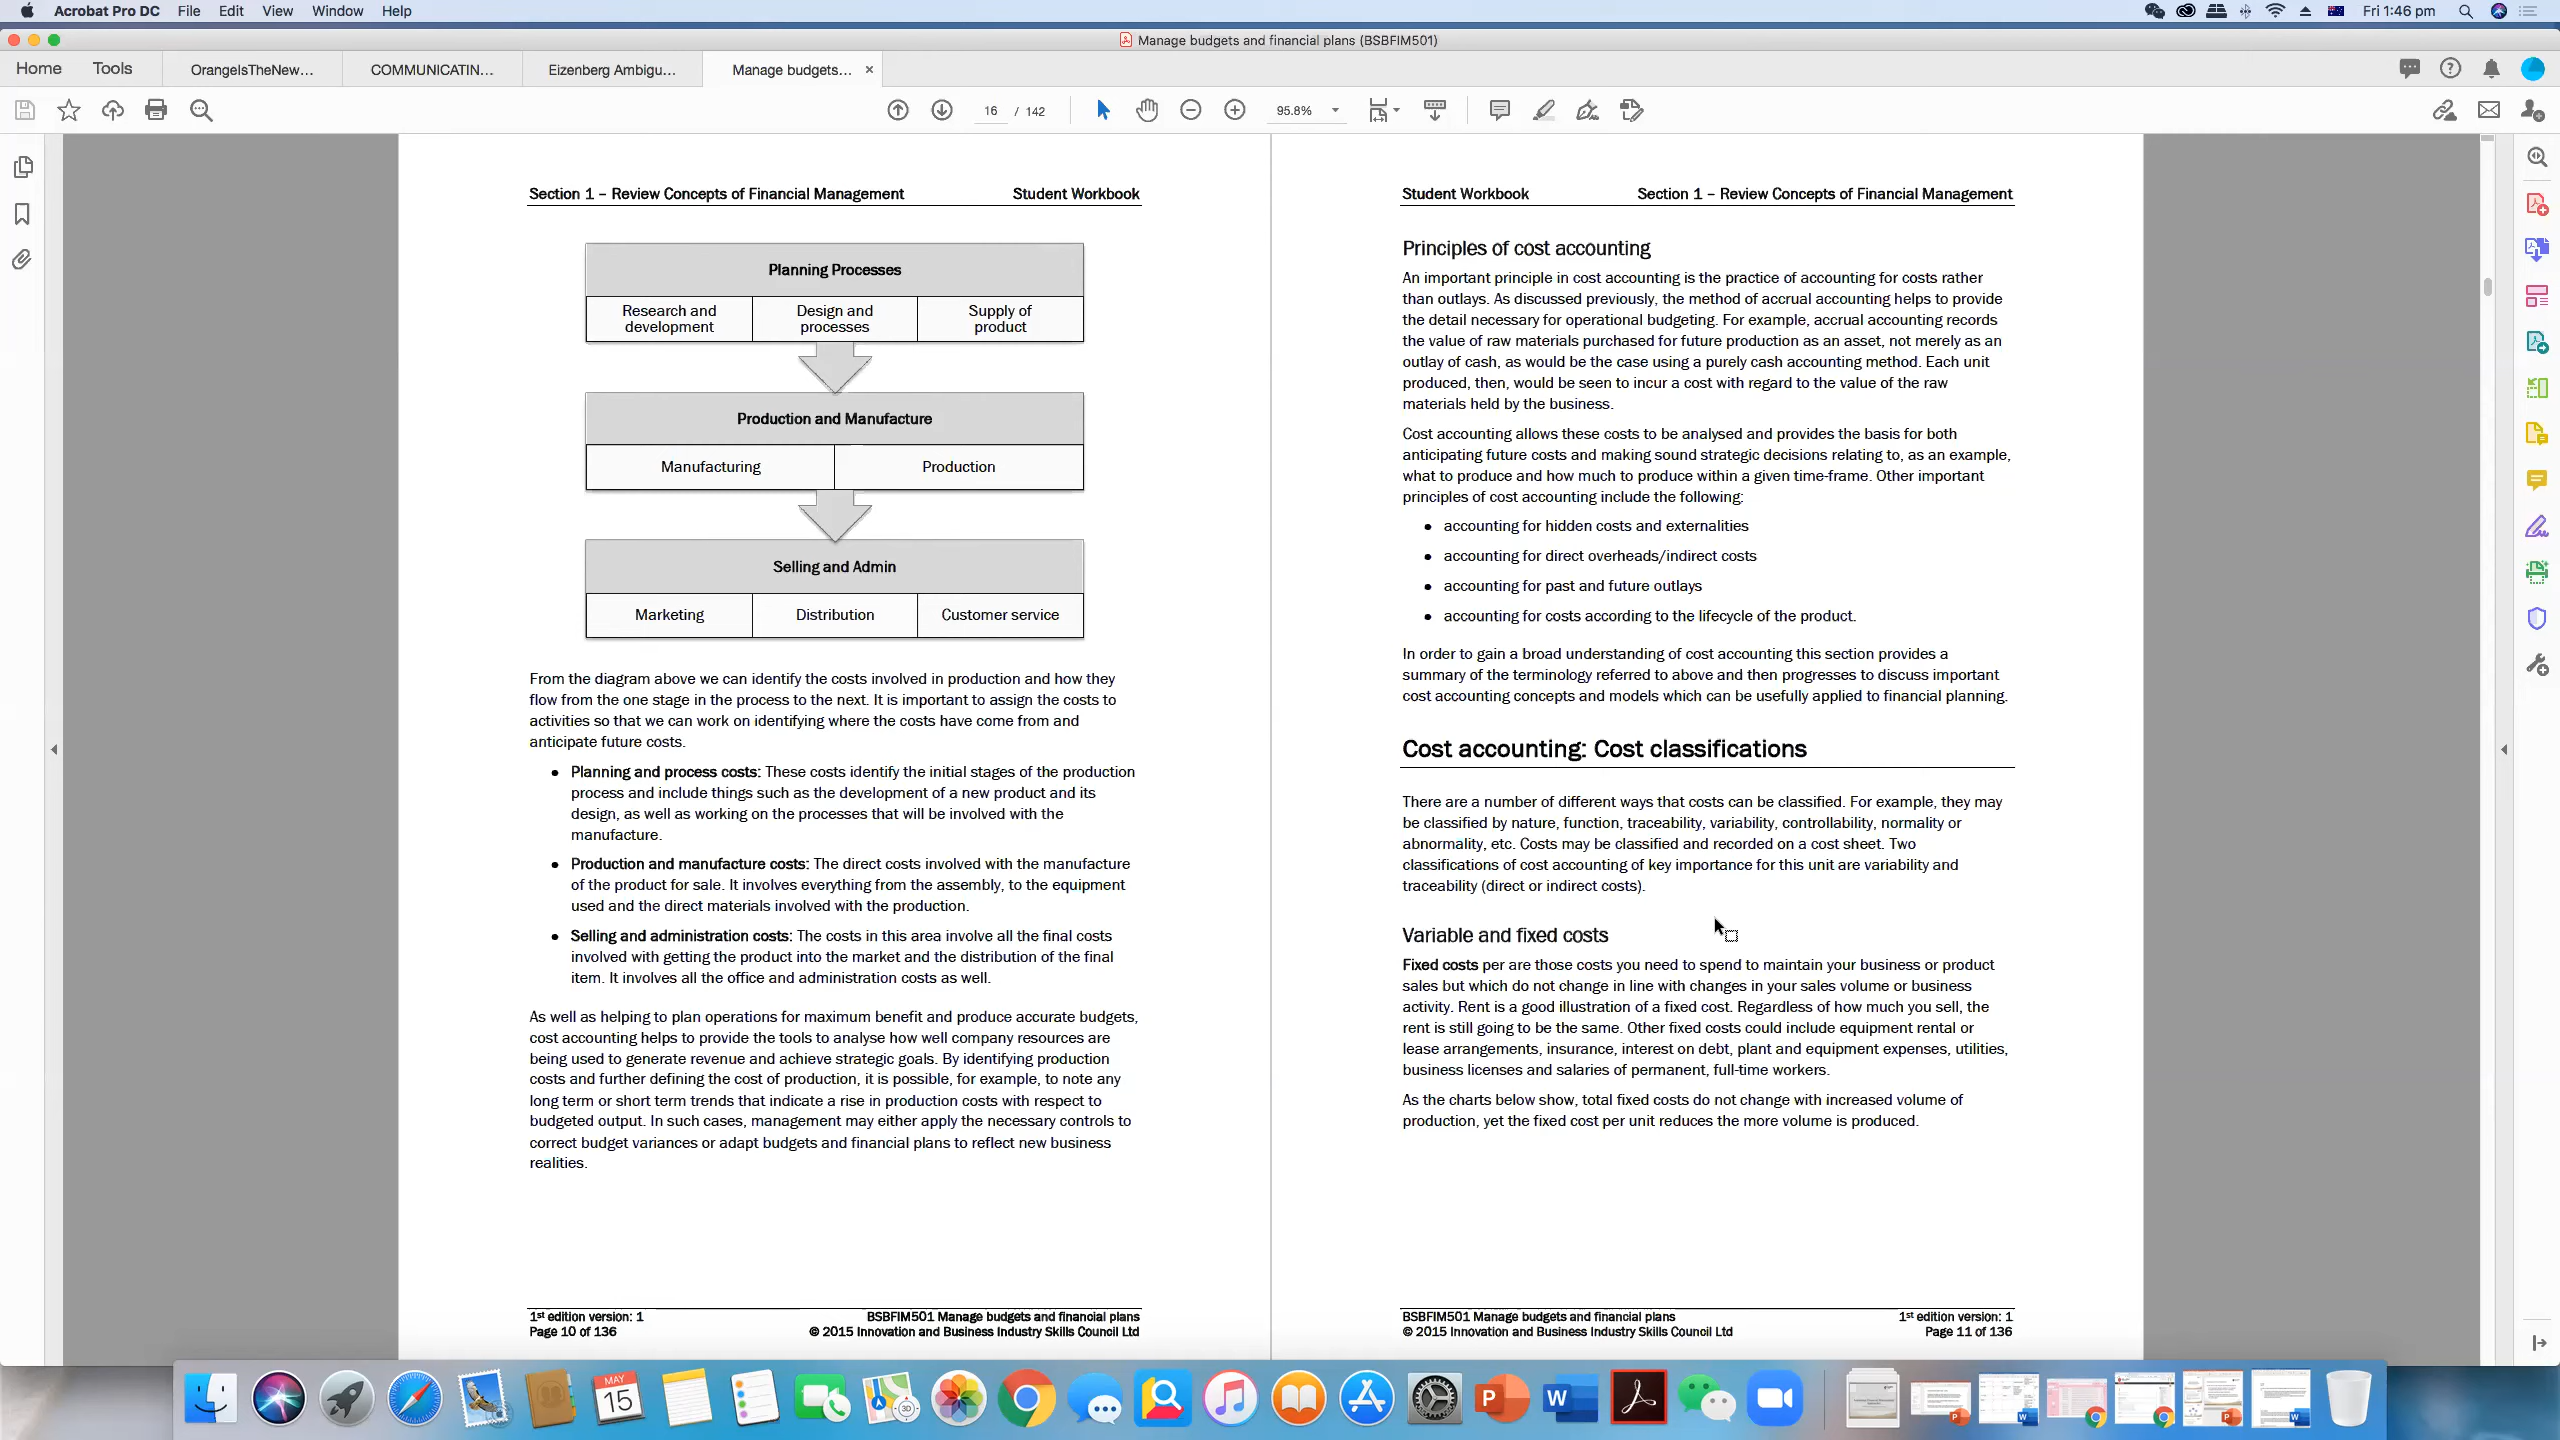 Acrobat Pro DC File Edit View Window Help Fri 1:46 pm
Manage budgets and financial plans (BSBFIM501)
Home Tools OrangeIsTheNew... COMMUNICATIN... Eizenberg Ambigu... Manage budgets... ×
16 / 142 95.8%
Section 1 – Review Concepts of Financial Management Student Workbook
Planning Processes
Research and development
Design and processes
Supply of product
Production and Manufacture
Manufacturing Production
Selling and Admin
Marketing Distribution Customer service
From the diagram above we can identify the costs involved in production and how they
flow from the one stage in the process to the next. It is important to assign the costs to
activities so that we can work on identifying where the costs have come from and
anticipate future costs.
• Planning and process costs: These costs identify the initial stages of the production
process and include things such as the development of a new product and its
design, as well as working on the processes that will be involved with the
manufacture.
• Production and manufacture costs: The direct costs involved with the manufacture
of the product for sale. It involves everything from the assembly, to the equipment
used and the direct materials involved with the production.
• Selling and administration costs: The costs in this area involve all the final costs
involved with getting the product into the market and the distribution of the final
item. It involves all the office and administration costs as well.
As well as helping to plan operations for maximum benefit and produce accurate budgets,
cost accounting helps to provide the tools to analyse how well company resources are
being used to generate revenue and achieve strategic goals. By identifying production
costs and further defining the cost of production, it is possible, for example, to note any
long term or short term trends that indicate a rise in production costs with respect to
budgeted output. In such cases, management may either apply the necessary controls to
correct budget variances or adapt budgets and financial plans to reflect new business
realities.
1st edition version: 1 BSBFIM501 Manage budgets and financial plans
Page 10 of 136 © 2015 Innovation and Business Industry Skills Council Ltd
Student Workbook Section 1 – Review Concepts of Financial Management
Principles of cost accounting
An important principle in cost accounting is the practice of accounting for costs rather
than outlays. As discussed previously, the method of accrual accounting helps to provide
the detail necessary for operational budgeting. For example, accrual accounting records
the value of raw materials purchased for future production as an asset, not merely as an
outlay of cash, as would be the case using a purely cash accounting method. Each unit
produced, then, would be seen to incur a cost with regard to the value of the raw
materials held by the business.
Cost accounting allows these costs to be analysed and provides the basis for both
anticipating future costs and making sound strategic decisions relating to, as an example,
what to produce and how much to produce within a given time-frame. Other important
principles of cost accounting include the following:
• accounting for hidden costs and externalities
• accounting for direct overheads/indirect costs
• accounting for past and future outlays
• accounting for costs according to the lifecycle of the product.
In order to gain a broad understanding of cost accounting this section provides a
summary of the terminology referred to above and then progresses to discuss important
cost accounting concepts and models which can be usefully applied to financial planning.
Cost accounting: Cost classifications
There are a number of different ways that costs can be classified. For example, they may
be classified by nature, function, traceability, variability, controllability, normality or
abnormality, etc. Costs may be classified and recorded on a cost sheet. Two
classifications of cost accounting of key importance for this unit are variability and
traceability (direct or indirect costs).
Variable and fixed costs
Fixed costs per are those costs you need to spend to maintain your business or product
sales but which do not change in line with changes in your sales volume or business
activity. Rent is a good illustration of a fixed cost. Regardless of how much you sell, the
rent is still going to be the same. Other fixed costs could include equipment rental or
lease arrangements, insurance, interest on debt, plant and equipment expenses, utilities,
business licenses and salaries of permanent, full-time workers.
As the charts below show, total fixed costs do not change with increased volume of
production, yet the fixed cost per unit reduces the more volume is produced.
BSBFIM501 Manage budgets and financial plans 1st edition version: 1
© 2015 Innovation and Business Industry Skills Council Ltd Page 11 of 136
MAY
15
3D
P
W